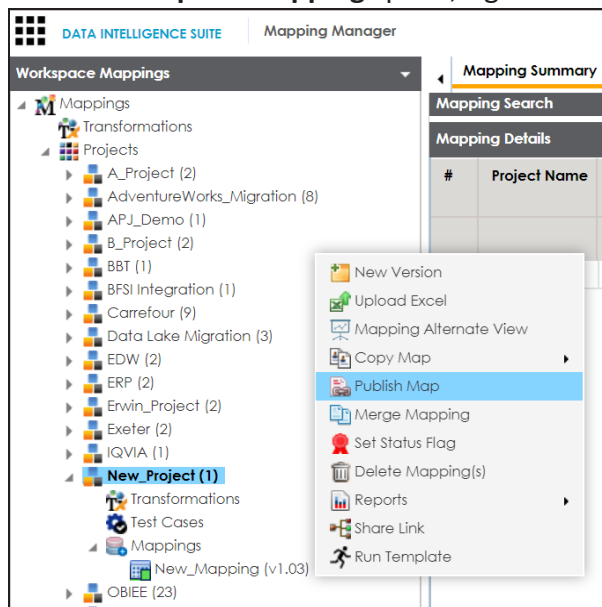 DATA INTELLIGENCE SUITE Mapping Manager
Workspace Mappings
Mappings
Transformations
Projects
A_Project (2)
AdventureWorks_Migration (8)
APJ_Demo (1)
B_Project (2)
BBT (1)
BFSI Integration (1)
Carrefour (9)
Data Lake Migration (3)
EDW (2)
ERP (2)
Erwin_Project (2)
Exeter (2)
IQVIA (1)
New_Project (1)
Transformations
Test Cases
Mappings
New_Mapping (v1.03)
OBIEE (23)
Mapping Summary
Mapping Search
Mapping Details
# Project Name
New Version
Upload Excel
Mapping Alternate View
Copy Map
Publish Map
Merge Mapping
Set Status Flag
Delete Mapping(s)
Reports
Share Link
Run Template